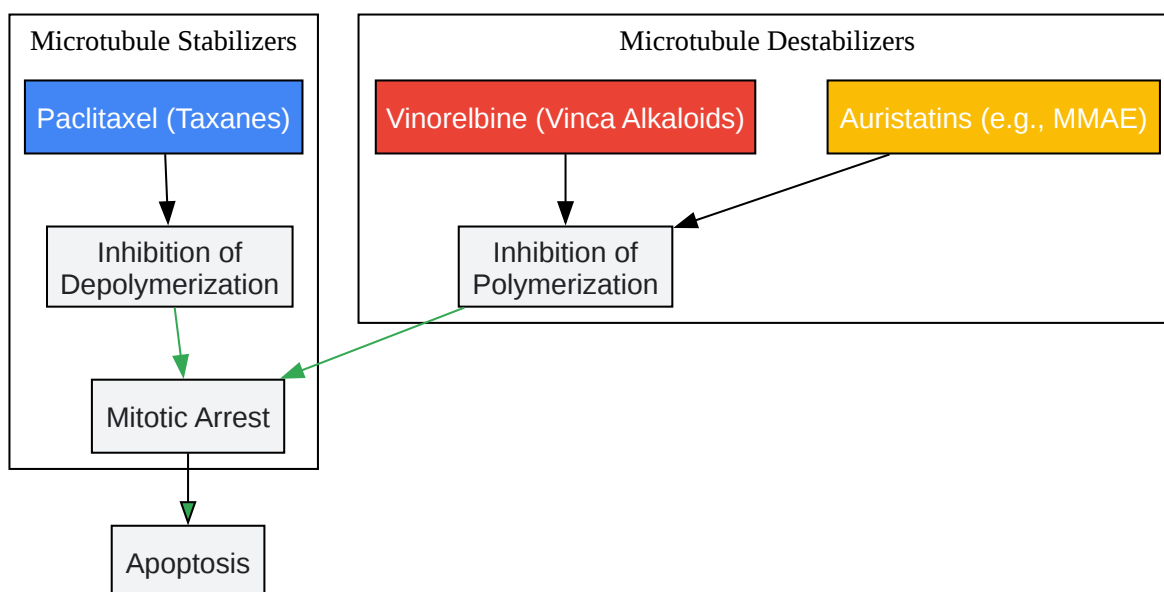 Microtubule Stabilizers
Microtubule Destabilizers
Paclitaxel (Taxanes)
Vinorelbine (Vinca Alkaloids)
Auristatins (e.g., MMAE)
Inhibition of
Depolymerization
Inhibition of
Polymerization
Mitotic Arrest
Apoptosis